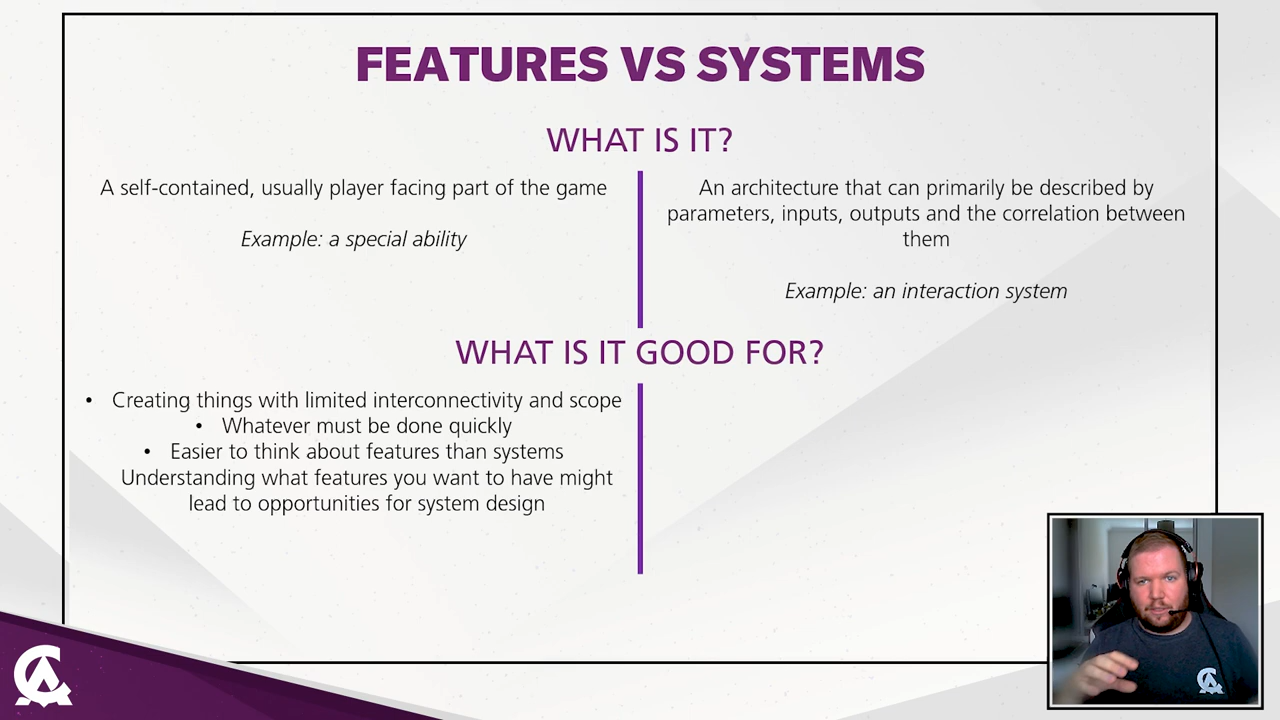 FEATURES VS SYSTEMS
WHAT IS IT?
A self-contained, usually player facing part of the game
Example: a special ability
An architecture that can primarily be described by
parameters, inputs, outputs and the correlation between
them
Example: an interaction system
WHAT IS IT GOOD FOR?
• Creating things with limited interconnectivity and scope
• Whatever must be done quickly
• Easier to think about features than systems
Understanding what features you want to have might
lead to opportunities for system design